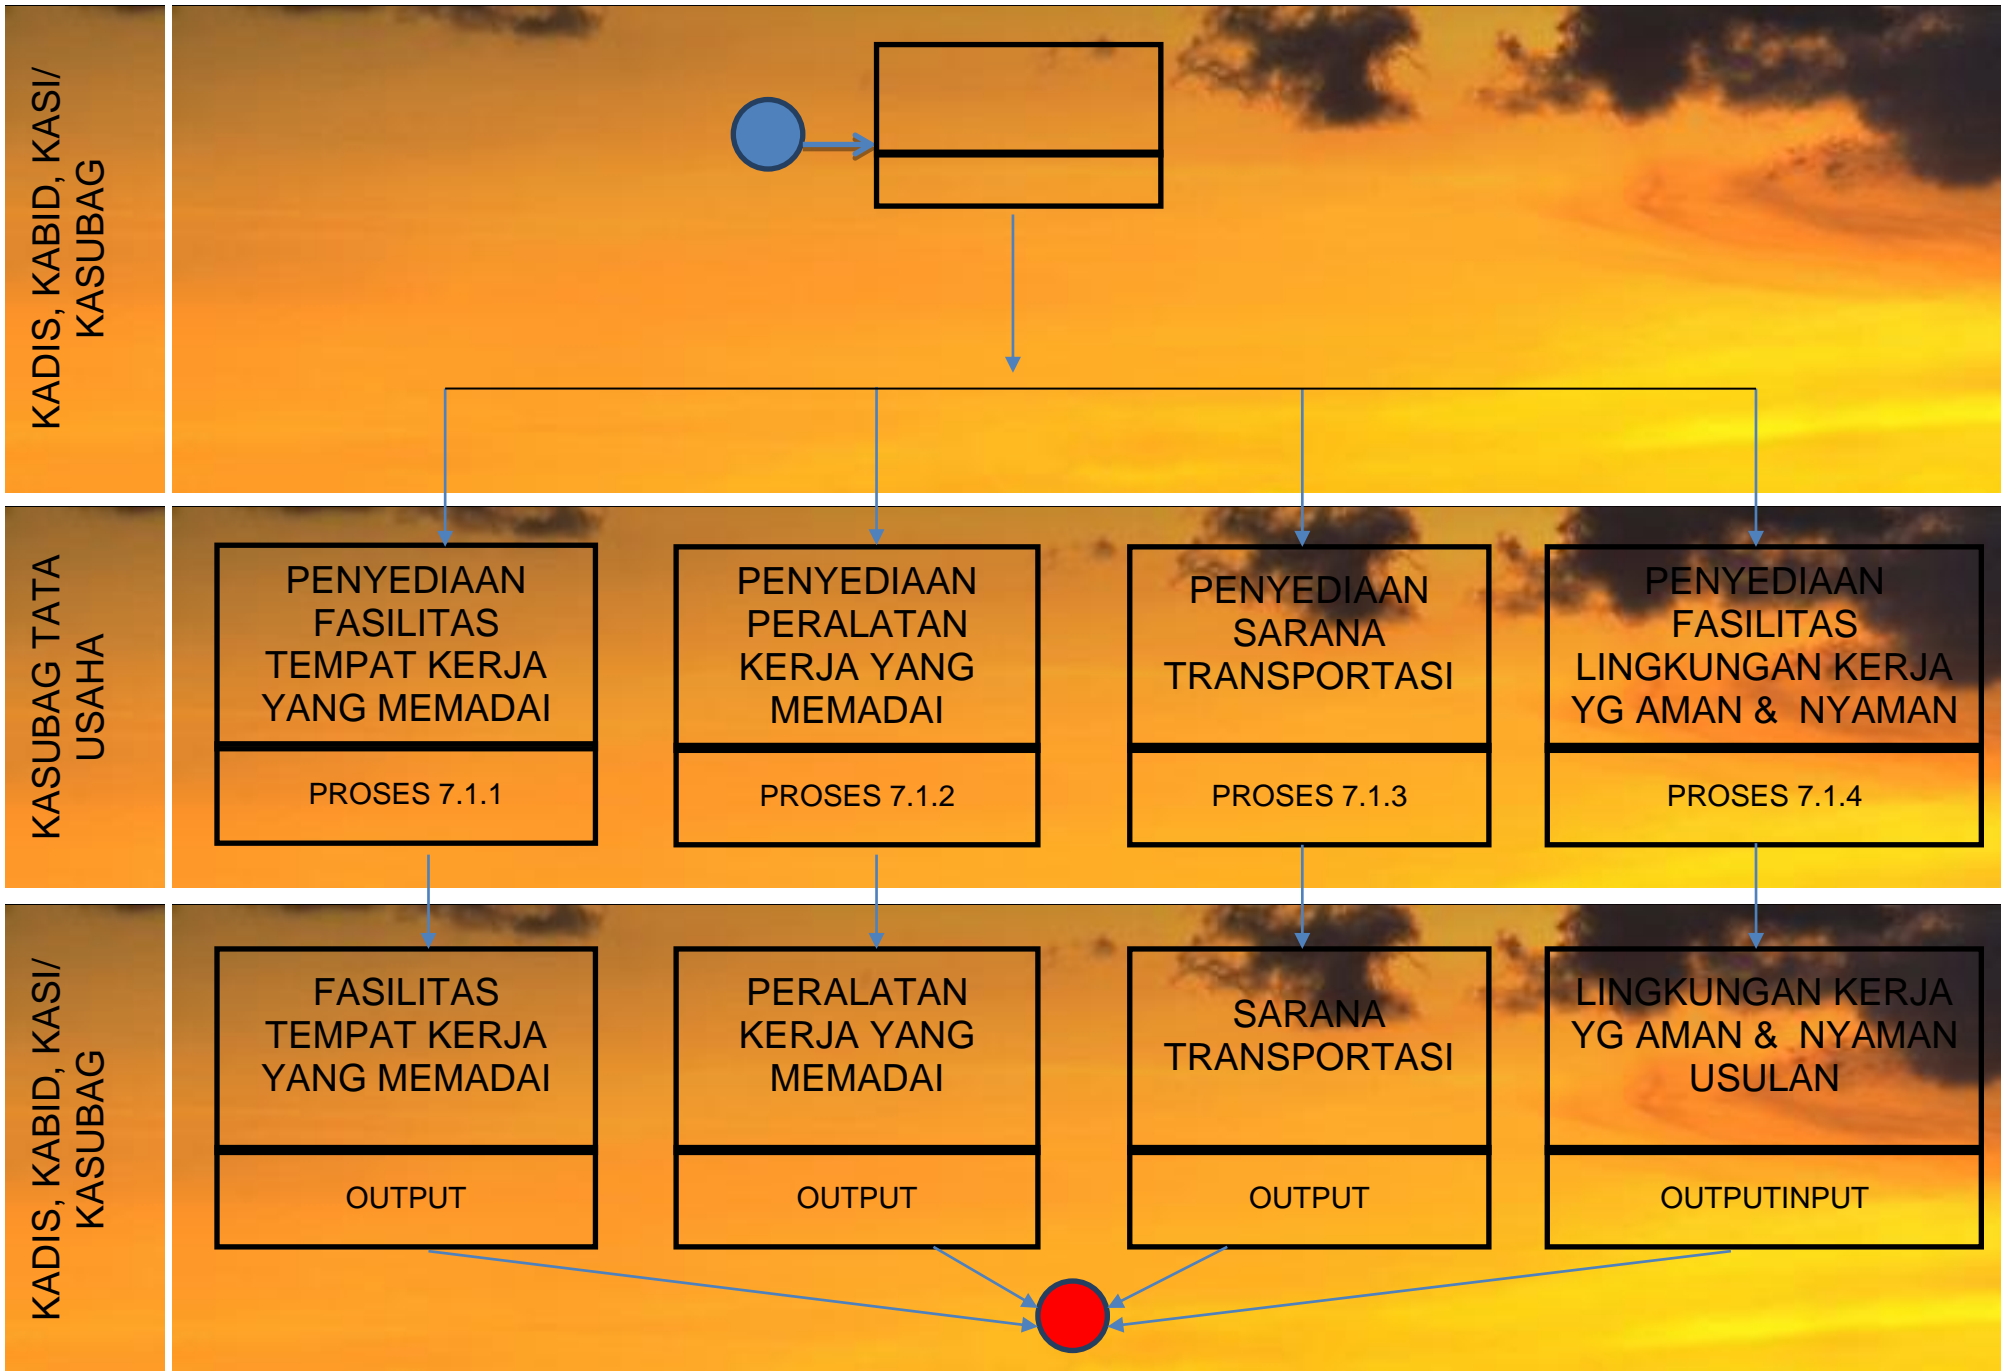 KADIS, KABID, KASI/
KASUBAG
KASUBAG TATA
USAHA
PENYEDIAAN
FASILITAS
TEMPAT KERJA
YANG MEMADAI
PROSES 7.1.1
PENYEDIAAN
PERALATAN
KERJA YANG
MEMADAI
PROSES 7.1.2
PENYEDIAAN
SARANA
TRANSPORTASI
PROSES 7.1.3
PENYEDIAAN
FASILITAS
LINGKUNGAN KERJA
YG AMAN &  NYAMAN
PROSES 7.1.4
KADIS, KABID, KASI/
KASUBAG
FASILITAS
TEMPAT KERJA
YANG MEMADAI
OUTPUT
PERALATAN
KERJA YANG
MEMADAI
OUTPUT
SARANA
TRANSPORTASI
OUTPUT
LINGKUNGAN KERJA
YG AMAN &  NYAMAN
USULAN
OUTPUTINPUT